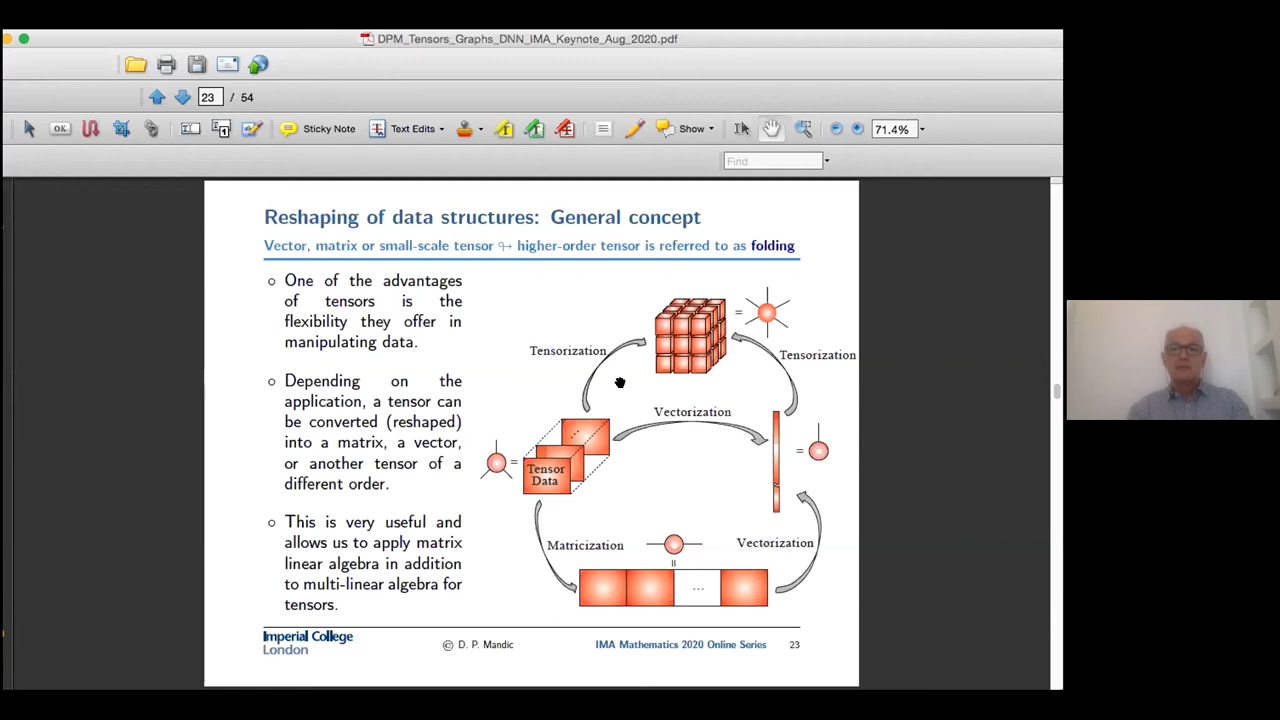 DPM_Tensors_Graphs_DNN_IMA_Keynote_Aug_2020.pdf
23 / 54
OK Sticky Note Text Edits Show 71.4%
Find
Reshaping of data structures: General concept
Vector, matrix or small-scale tensor ↬ higher-order tensor is referred to as folding
One of the advantages
of tensors is the
flexibility they offer in
manipulating data.
Depending on the
application, a tensor can
be converted (reshaped)
into a matrix, a vector,
or another tensor of a
different order.
This is very useful and
allows us to apply matrix
linear algebra in addition
to multi-linear algebra for
tensors.
=
Tensorization
Tensorization
Vectorization
=
...
Tensor
Data
=
Matricization
Vectorization
=
...
Imperial College
London
© D. P. Mandic
IMA Mathematics 2020 Online Series
23